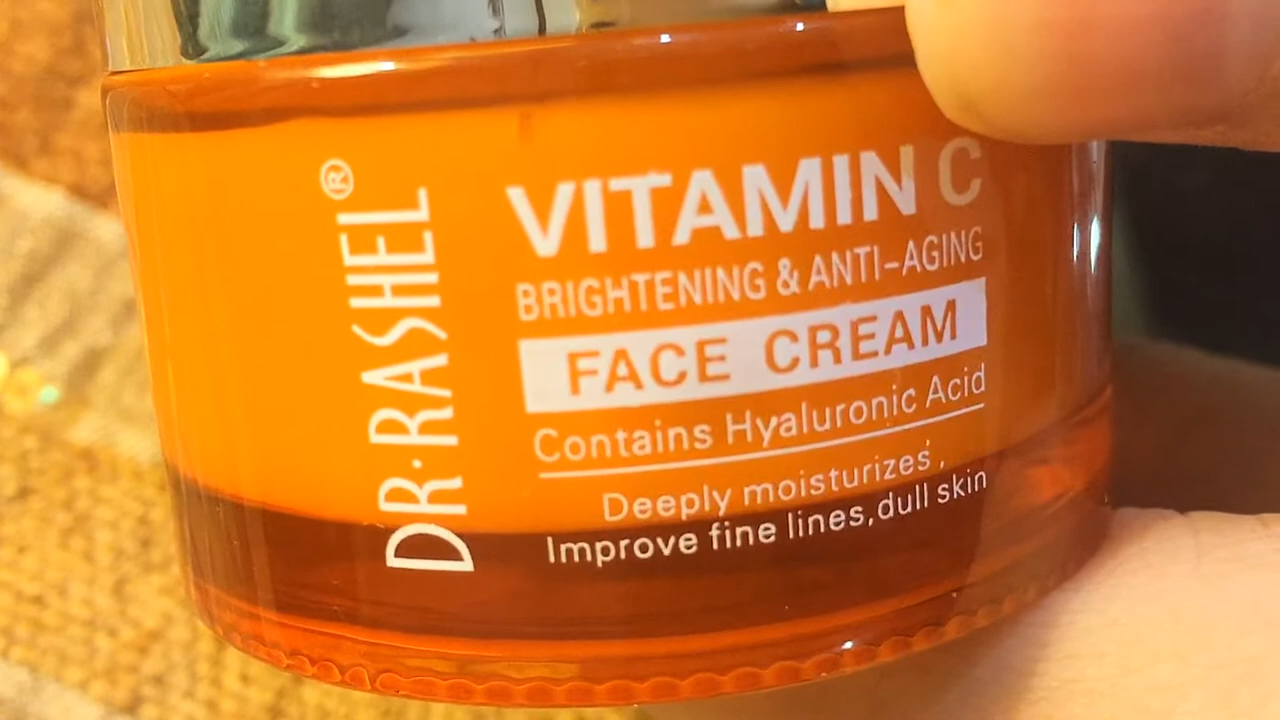 DR·RASHEL®
VITAMIN C
BRIGHTENING & ANTI-AGING
FACE CREAM
Contains Hyaluronic Acid
Deeply moisturizes,
Improve fine lines,dull skin